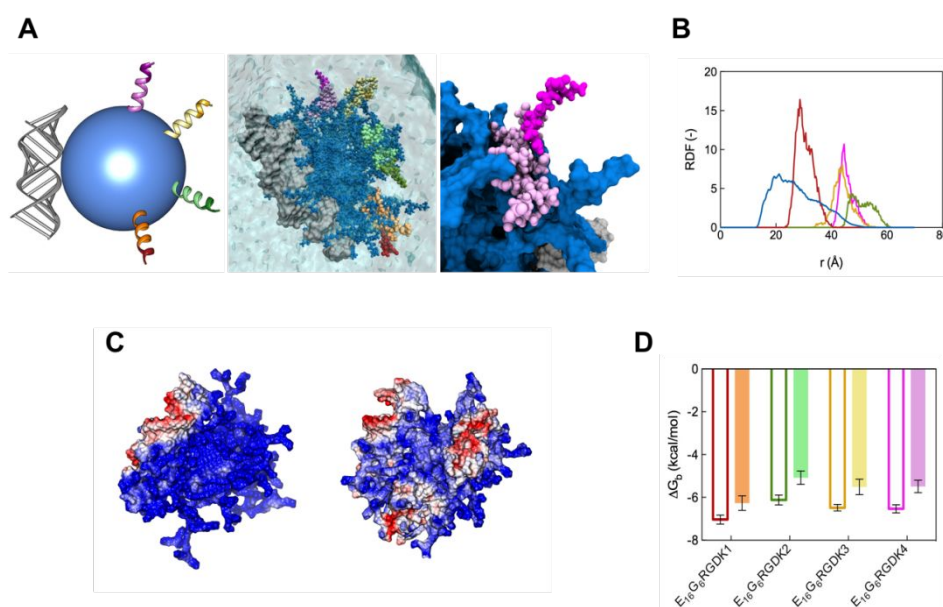 A
B
RDF (-)
20
15
10
5
0
0
20
40
60
80
r (Å)
C
D
ΔG_b (kcal/mol)
0
-2
-4
-6
-8
E₁₆G₆RGDK1
E₁₆G₆RGDK2
E₁₆G₆RGDK3
E₁₆G₆RGDK4